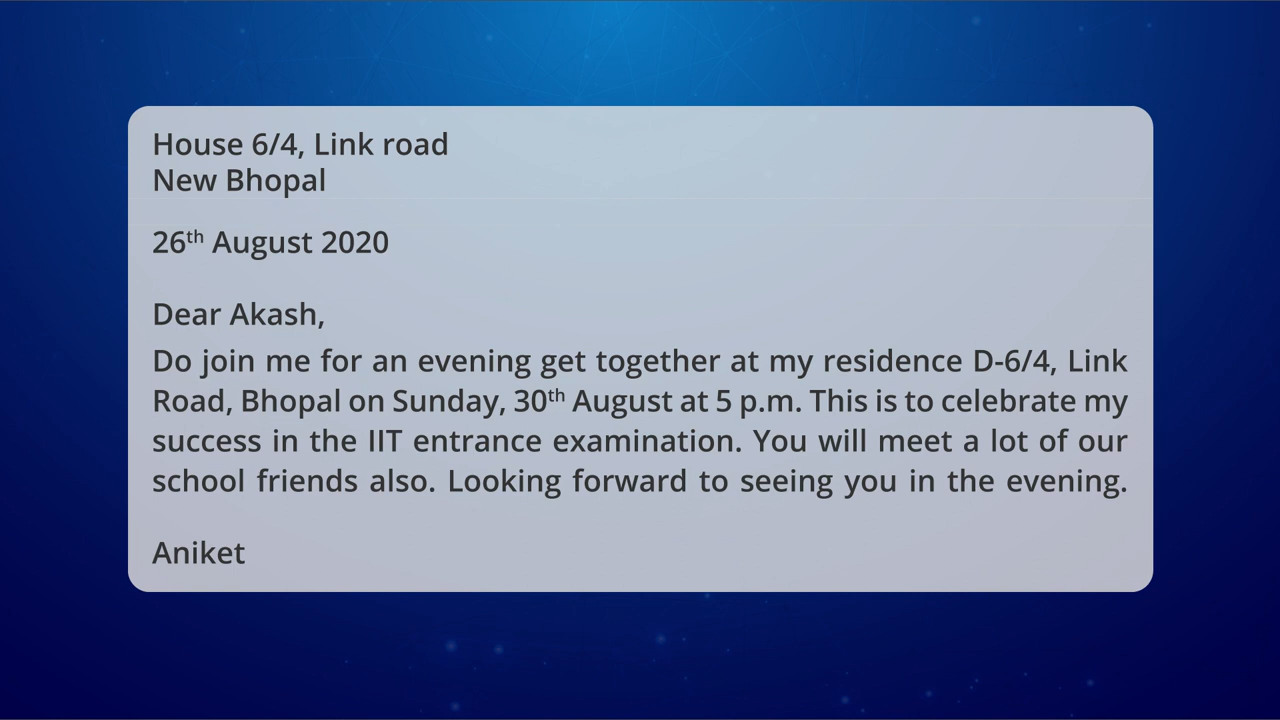 House 6/4, Link road
New Bhopal
26th August 2020
Dear Akash,
Do join me for an evening get together at my residence D-6/4, Link
Road, Bhopal on Sunday, 30th August at 5 p.m. This is to celebrate my
success in the IIT entrance examination. You will meet a lot of our
school friends also. Looking forward to seeing you in the evening.
Aniket